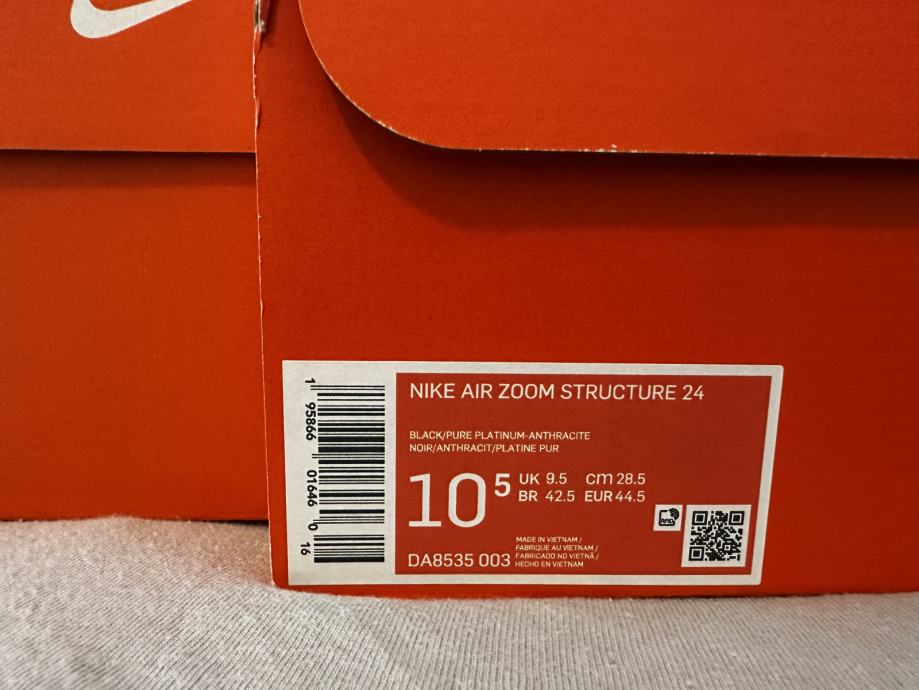 NIKE AIR ZOOM STRUCTURE 24
BLACK/PURE PLATINUM-ANTHRACITE
NOIR/ANTHRACIT/PLATINE PUR
10 5 UK 9.5 cm 28.5
BR 42.5 EUR 44.5
RFID
DA8535 003
MADE IN VIETNAM /
FABRIQUE AU VIETNAM /
FABRICADO NO VIETNÃ /
HECHO EN VIETNAM
1 95866 01646 0 16